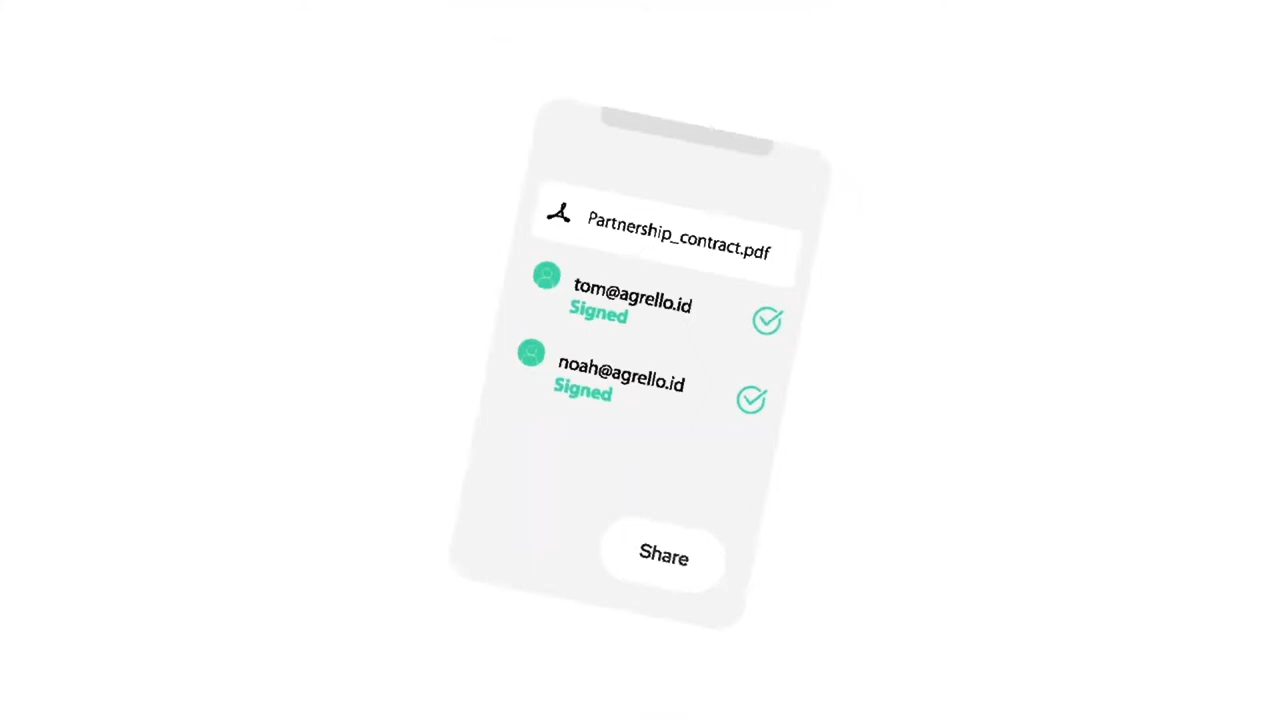 Partnership_contract.pdf
tom@agrello.id
Signed
noah@agrello.id
Signed
Share